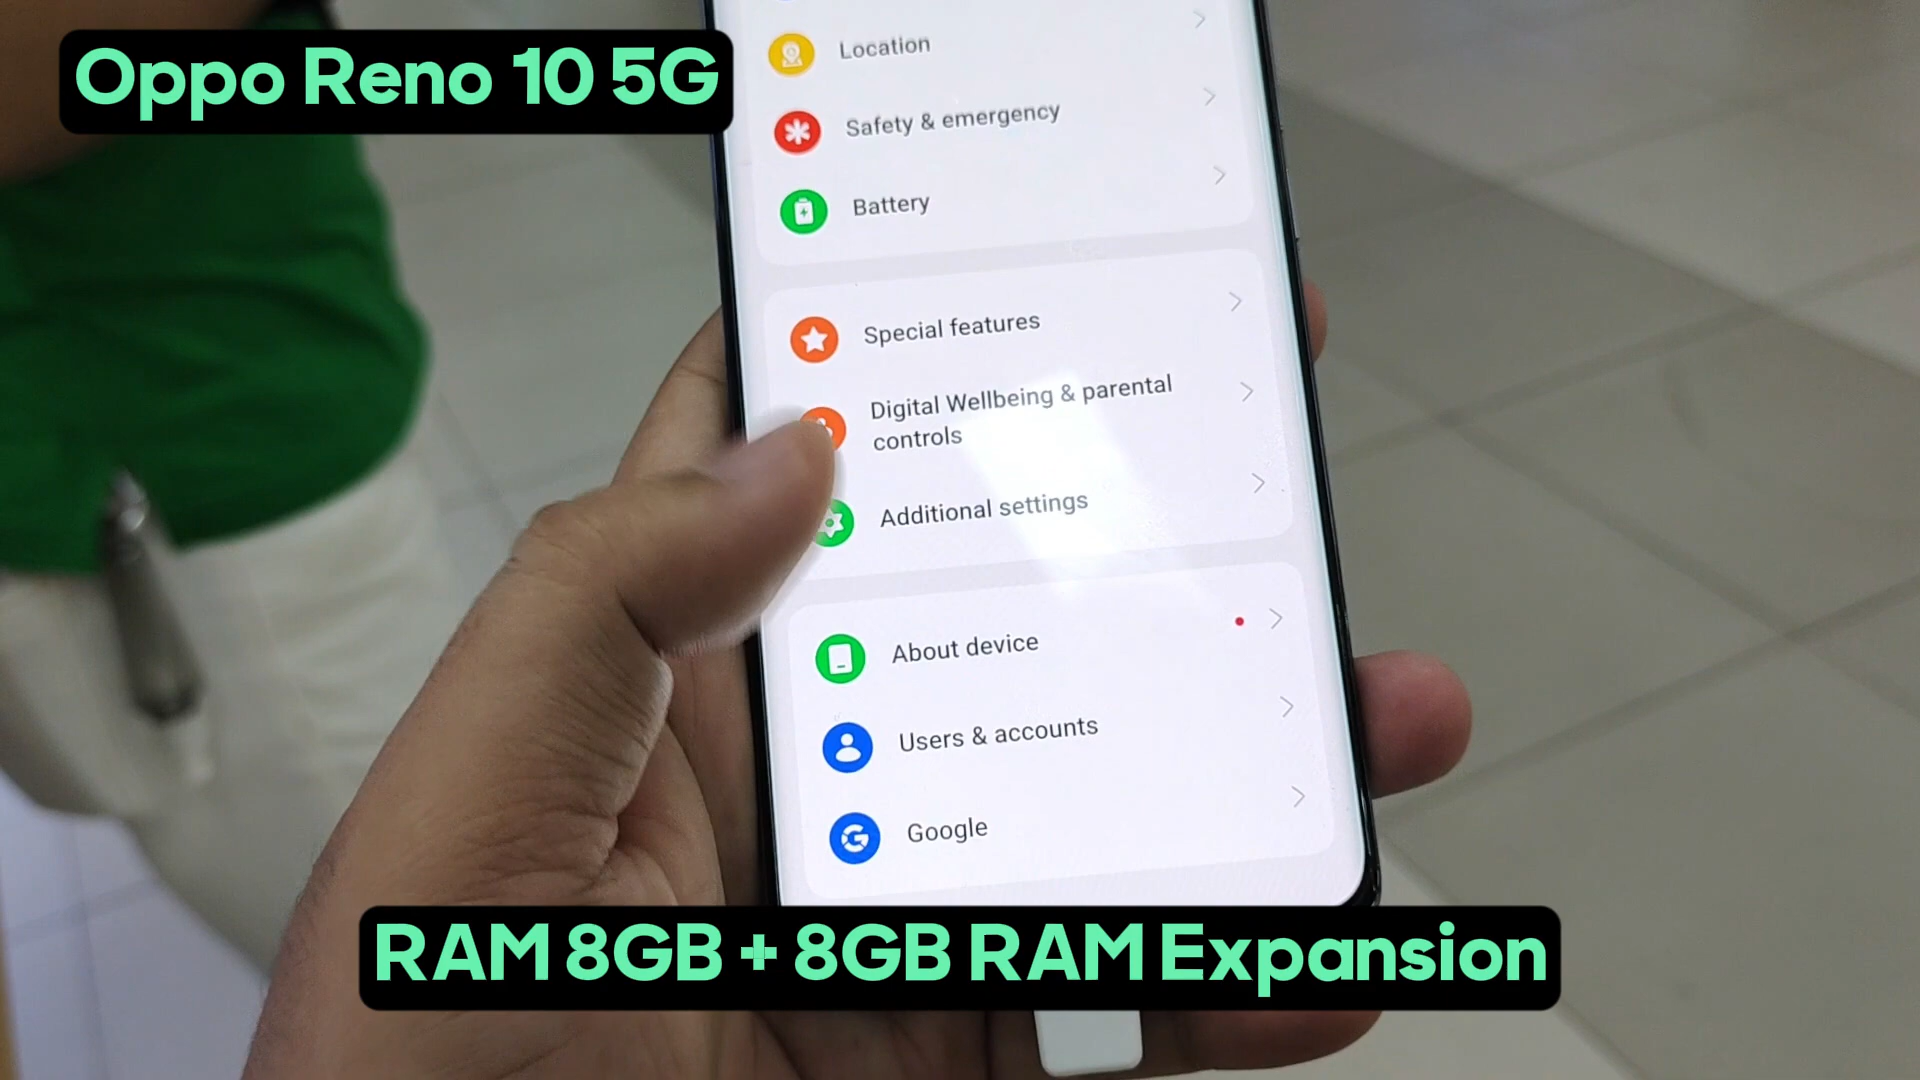 Oppo Reno 10 5G
Location
Safety & emergency
Battery
Special features
Digital Wellbeing & parental
controls
Additional settings
About device
Users & accounts
Google
RAM 8GB + 8GB RAM Expansion